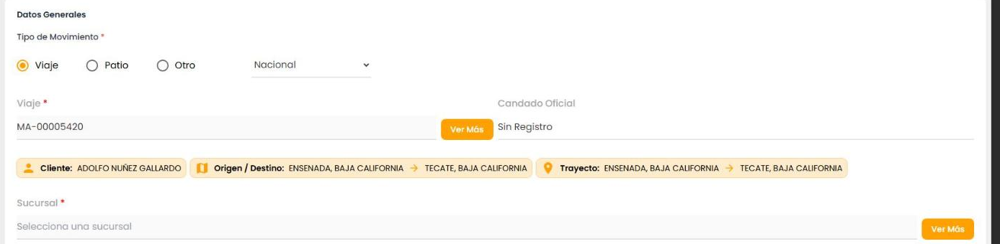 Datos Generales
Tipo de Movimiento *
Viaje Patio Otro Nacional
Viaje * Candado Oficial
MA-00005420 Ver Más Sin Registro
Cliente: ADOLFO NUÑEZ GALLARDO Origen / Destino: ENSENADA, BAJA CALIFORNIA → TECATE, BAJA CALIFORNIA Trayecto: ENSENADA, BAJA CALIFORNIA → TECATE, BAJA CALIFORNIA
Sucursal *
Selecciona una sucursal Ver Más